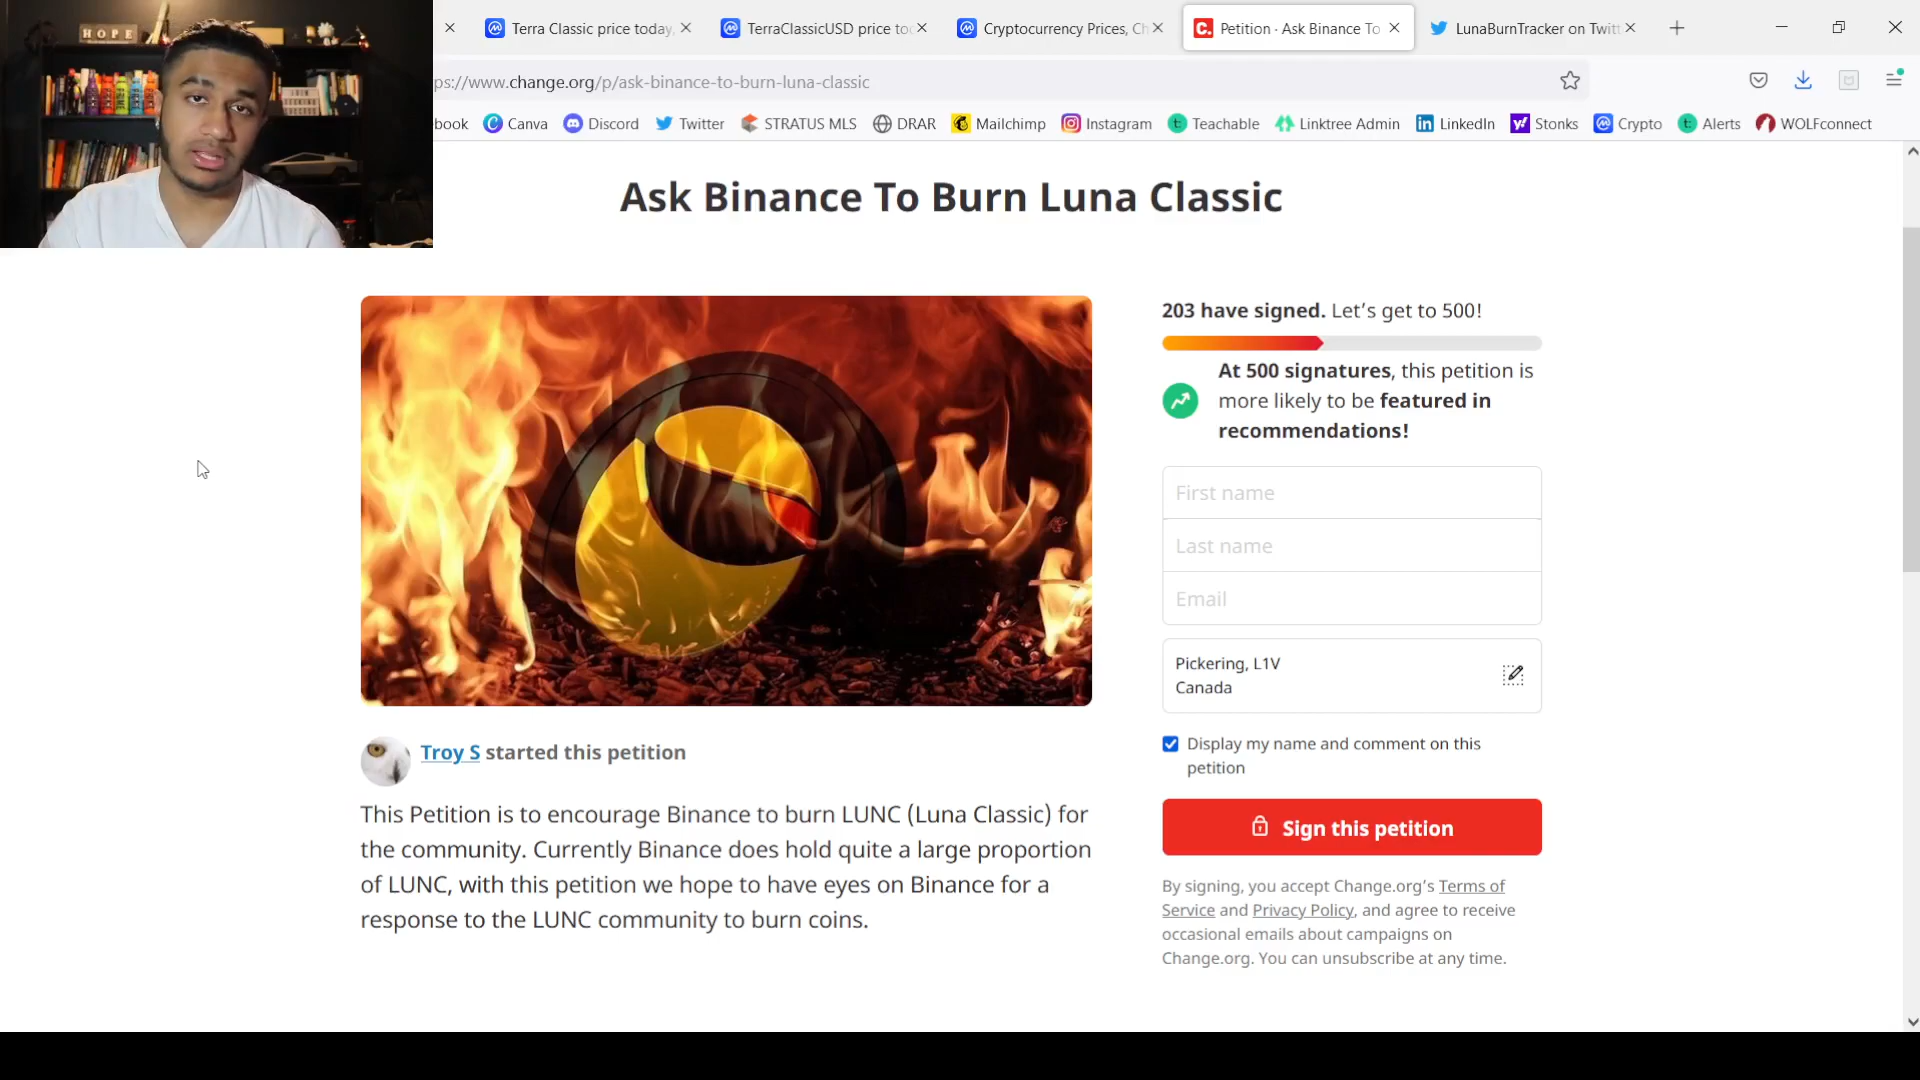 HOPE
Terra Classic price today,
TerraClassicUSD price to
Cryptocurrency Prices, Ch
Petition · Ask Binance To
LunaBurnTracker on Twitt
ps://www.change.org/p/ask-binance-to-burn-luna-classic
book
Canva
Discord
Twitter
STRATUS MLS
DRAR
Mailchimp
Instagram
Teachable
Linktree Admin
LinkedIn
Stonks
Crypto
Alerts
WOLFconnect
Ask Binance To Burn Luna Classic
203 have signed. Let's get to 500!
At 500 signatures, this petition is
more likely to be featured in
recommendations!
First name
Last name
Email
Pickering, L1V
Canada
Display my name and comment on this
petition
Sign this petition
By signing, you accept Change.org's Terms of
Service and Privacy Policy, and agree to receive
occasional emails about campaigns on
Change.org. You can unsubscribe at any time.
Troy S started this petition
This Petition is to encourage Binance to burn LUNC (Luna Classic) for
the community. Currently Binance does hold quite a large proportion
of LUNC, with this petition we hope to have eyes on Binance for a
response to the LUNC community to burn coins.